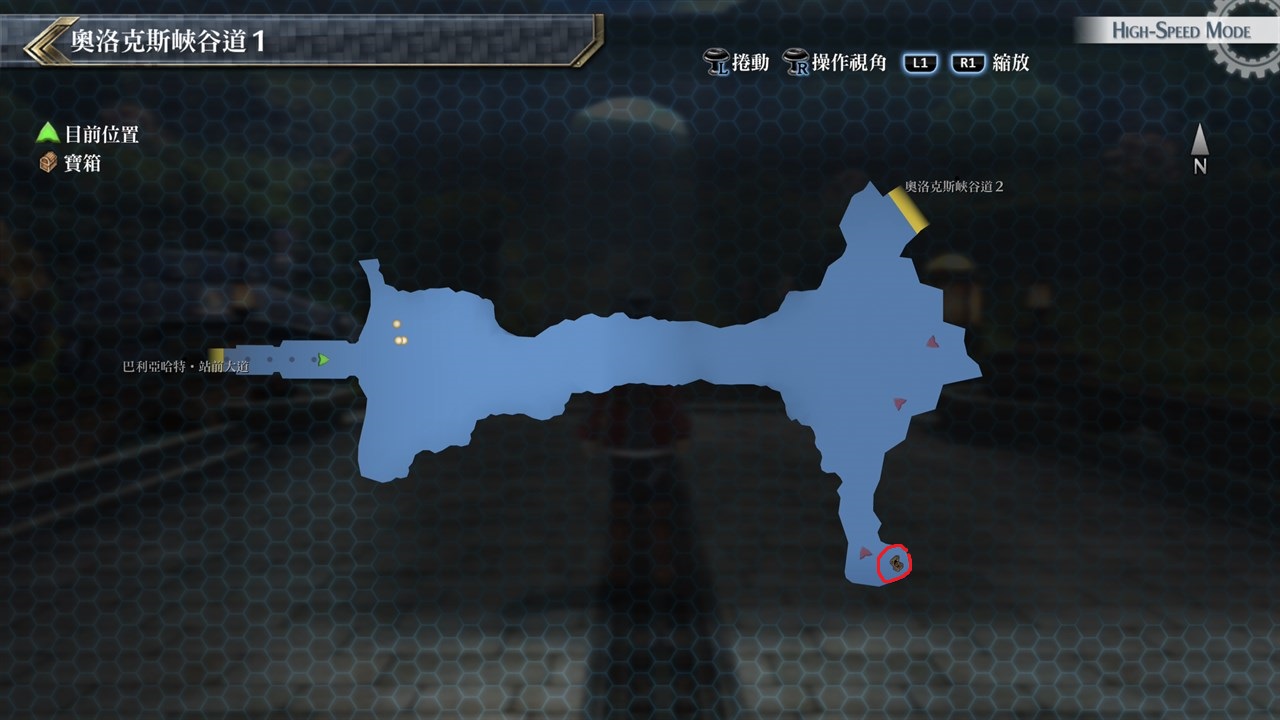 奧洛克斯峽谷道1
HIGH-SPEED MODE
L 捲動 R 操作視角 L1 R1 縮放
目前位置
寶箱
N
奧洛克斯峽谷道2
巴利亞哈特・站前大道